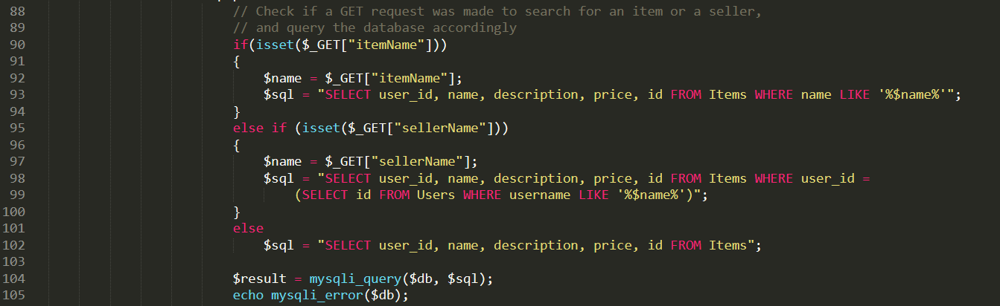 88 // Check if a GET request was made to search for an item or a seller,
89 // and query the database accordingly
90 if(isset($_GET["itemName"]))
91 {
92 $name = $_GET["itemName"];
93 $sql = "SELECT user_id, name, description, price, id FROM Items WHERE name LIKE '%$name%'";
94 }
95 else if (isset($_GET["sellerName"]))
96 {
97 $name = $_GET["sellerName"];
98 $sql = "SELECT user_id, name, description, price, id FROM Items WHERE user_id =
99 (SELECT id FROM Users WHERE username LIKE '%$name%')";
100 }
101 else
102 $sql = "SELECT user_id, name, description, price, id FROM Items";
103
104 $result = mysqli_query($db, $sql);
105 echo mysqli_error($db);